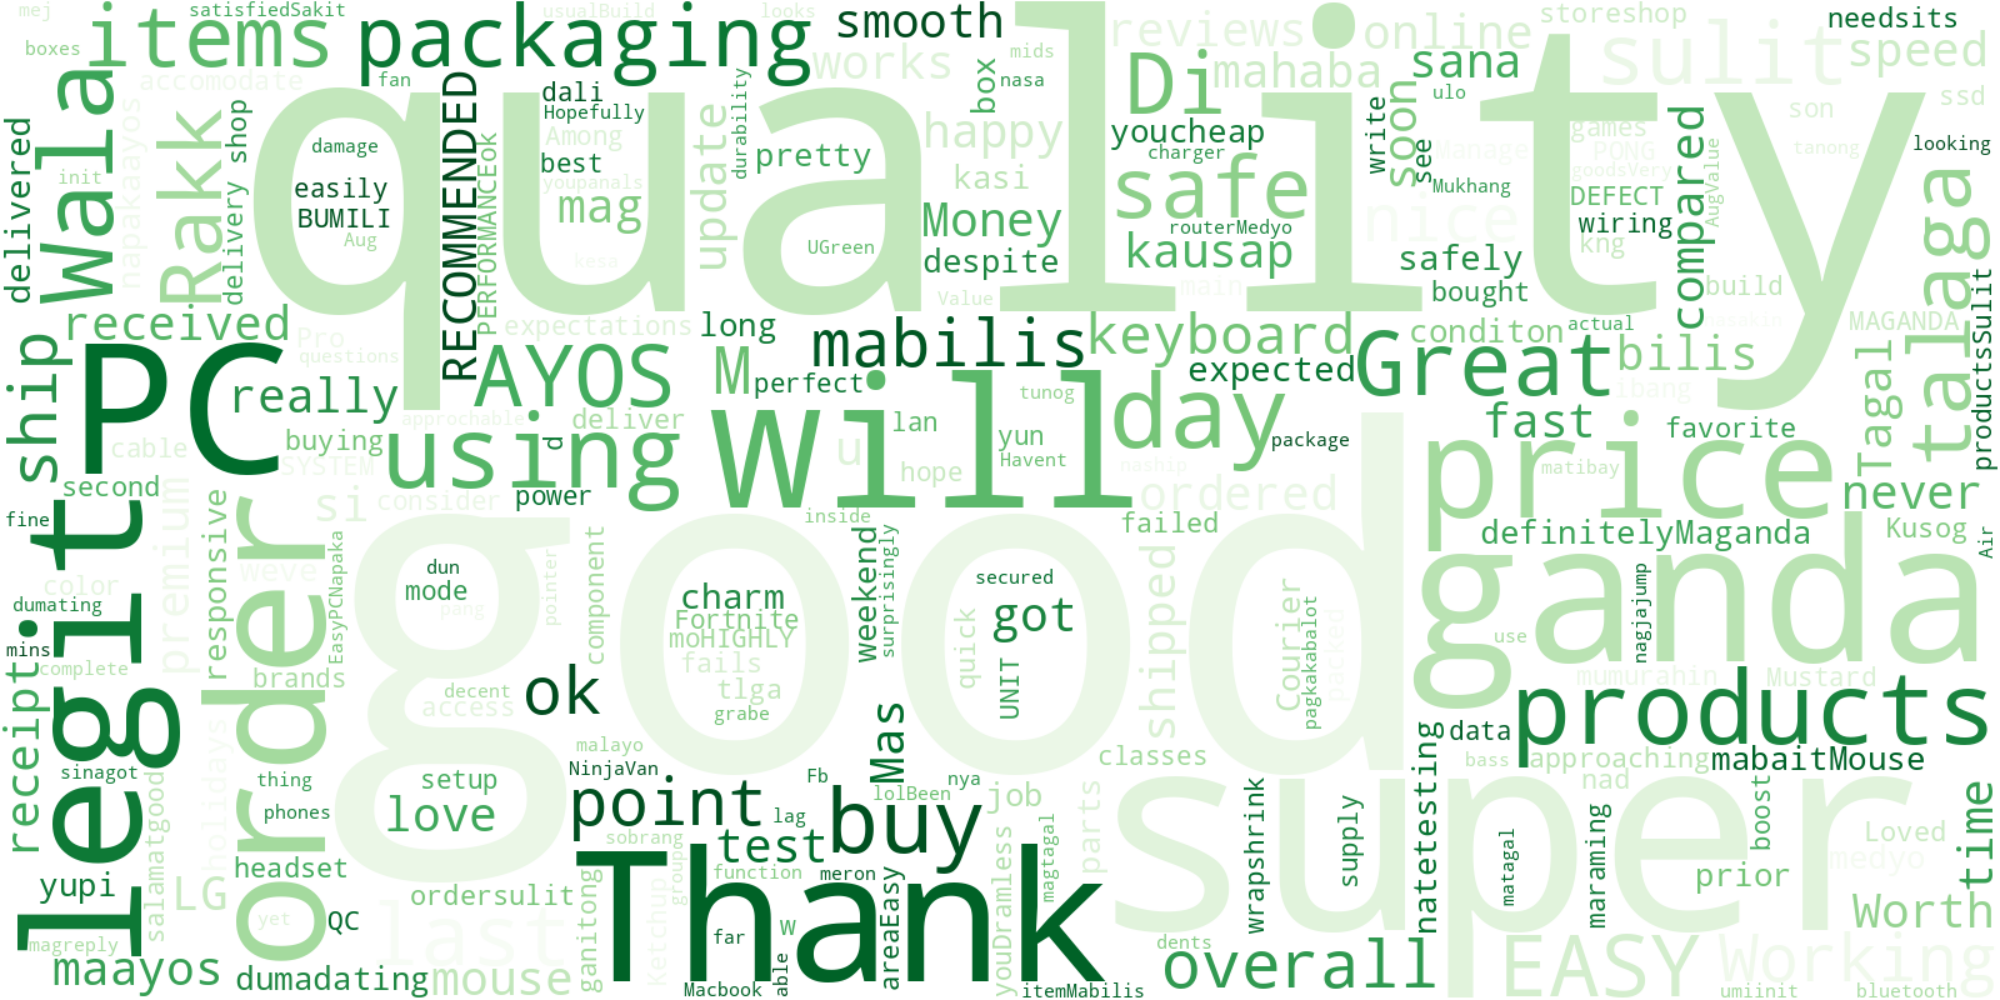 mej
satisfiedSakit
usualBuild
looks
smooth
reviews
online
storeshop
needsits
boxes
items
packaging
works
mids
Di
mahaba
sana
sulit
speed
accomodate
fan
box
nasa
ulo
ssd
Wala
napakaayos
Rakk
delivery shop
delivered
quality
RECOMMENDED
PERFORMANCEok
dali
Hopefully
Among
best
youpanals
mag
update
durability
pretty
happy
kasi
Money
despite
youcheap
charger
safe
routerMedyo
kausap
write
soon
see
Manage
Mukhang
nice
games
PONG
goodsVery
DEFECT
wiring
kng
compared
AugValue
son
tanong
looking
damage
easily
BUMILI
Aug
init
kesa
UGreen
Value
main
safely
bought
build
talaga
productsSulit
received
Pro
questions
expectations
long
mabilis
keyboard
conditon
actual
MAGANDA
ship
PC
really
AYOS
M
perfect
tunog
expected
Great
bilis
ibang
Tagal
approchable
buying
using
deliver
d
Will
lan
yun
Havent
u
hope
day
package
naship
fast
favorite
price
matibay
cable
SYSTEM
second
si
consider
power
inside
ordered
failed
never
definitelyMaganda
Kusog
Air
fine
legit
premium
responsive
order
weve
color
dumating
mins
complete
receipt
brands
EasyPCNapaka
good
dun
mode
pang
pointer
component
charm
Fortnite
moHIGHLY
fails
tlga
grabe
weekend
surprisingly
secured
got
quick
UNIT
shipped
Courier
pagkakabalot
packed
ganda
use
nagjajump
mumurahin
Mustard
decent
access
ok
Mas
classes
products
data
bass
approaching
mabaitMouse
sinagot
salamatgood
holidays
thing
phones
setup
love
malayo
NinjaVan
Fb
nya
lolBeen
point
lag
buy
job
parts
super
natetesting
nad
boost
time
yupi
LG
headset
ordersulit
sobrang
test
function
meron
youDramless
magtagal
wrapshrink
supply
matagal
maraming
prior
Loved
medyo
magreply
yet
QC
last
ganitong
Ketchup
groupg
Thank
far
W
able
areaEasy
dents
Worth
maayos
dumadating
mouse
Macbook
itemMabilis
overall
EASY
Working
umiinit
bluetooth